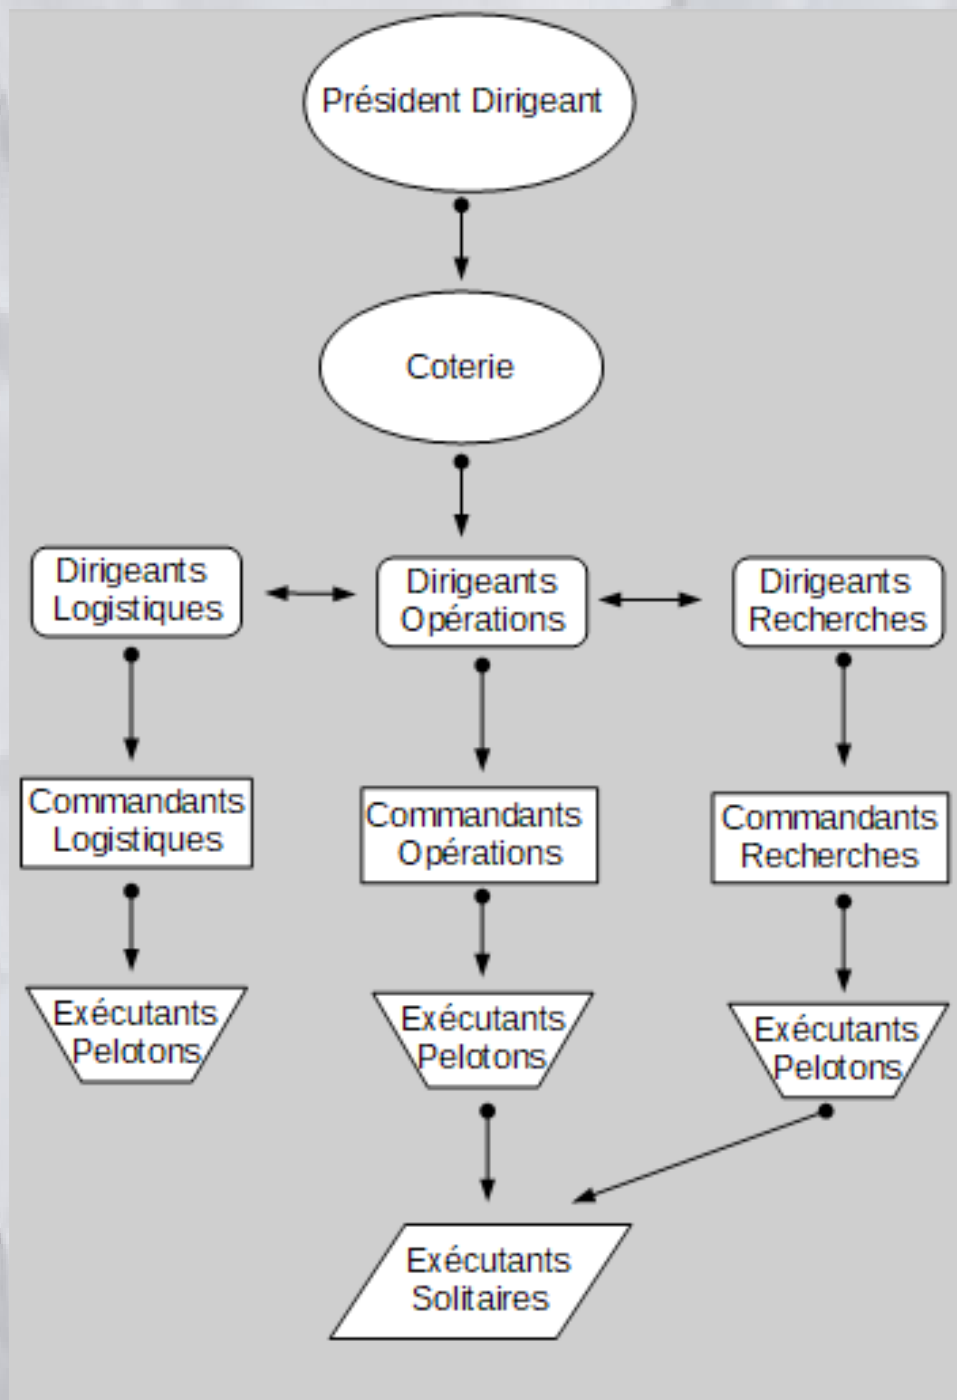 Président Dirigeant
Coterie
Dirigeants
Logistiques
Dirigeants
Opérations
Dirigeants
Recherches
Commandants
Logistiques
Commandants
Opérations
Commandants
Recherches
Exécutants
Pelotons
Exécutants
Pelotons
Exécutants
Pelotons
Exécutants
Solitaires